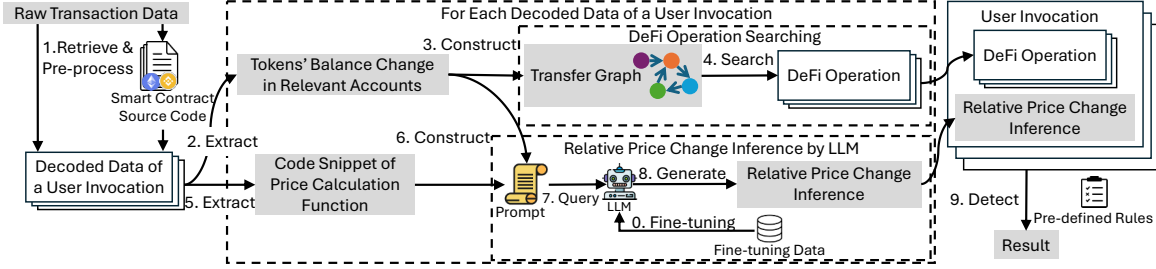 Raw Transaction Data
1.Retrieve &
Pre-process
Smart Contract
Source Code
Decoded Data of
a User Invocation
2. Extract
5. Extract
For Each Decoded Data of a User Invocation
Tokens' Balance Change
in Relevant Accounts
3. Construct
DeFi Operation Searching
Transfer Graph
4. Search
DeFi Operation
Code Snippet of
Price Calculation
Function
6. Construct
Relative Price Change Inference by LLM
Prompt
7. Query
LLM
8. Generate
Relative Price Change
Inference
0. Fine-tuning
Fine-tuning Data
User Invocation
DeFi Operation
Relative Price Change
Inference
9. Detect
Pre-defined Rules
Result